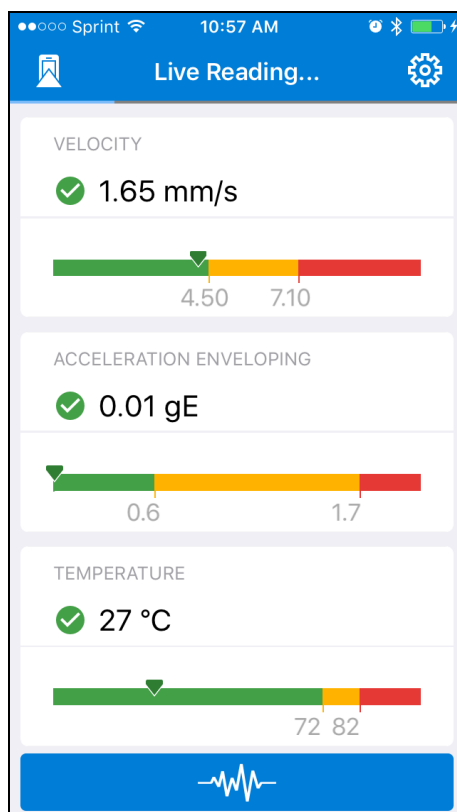 Sprint 10:57 AM
Live Reading...
VELOCITY
1.65 mm/s
4.50 7.10
ACCELERATION ENVELOPING
0.01 gE
0.6 1.7
TEMPERATURE
27 °C
72 82